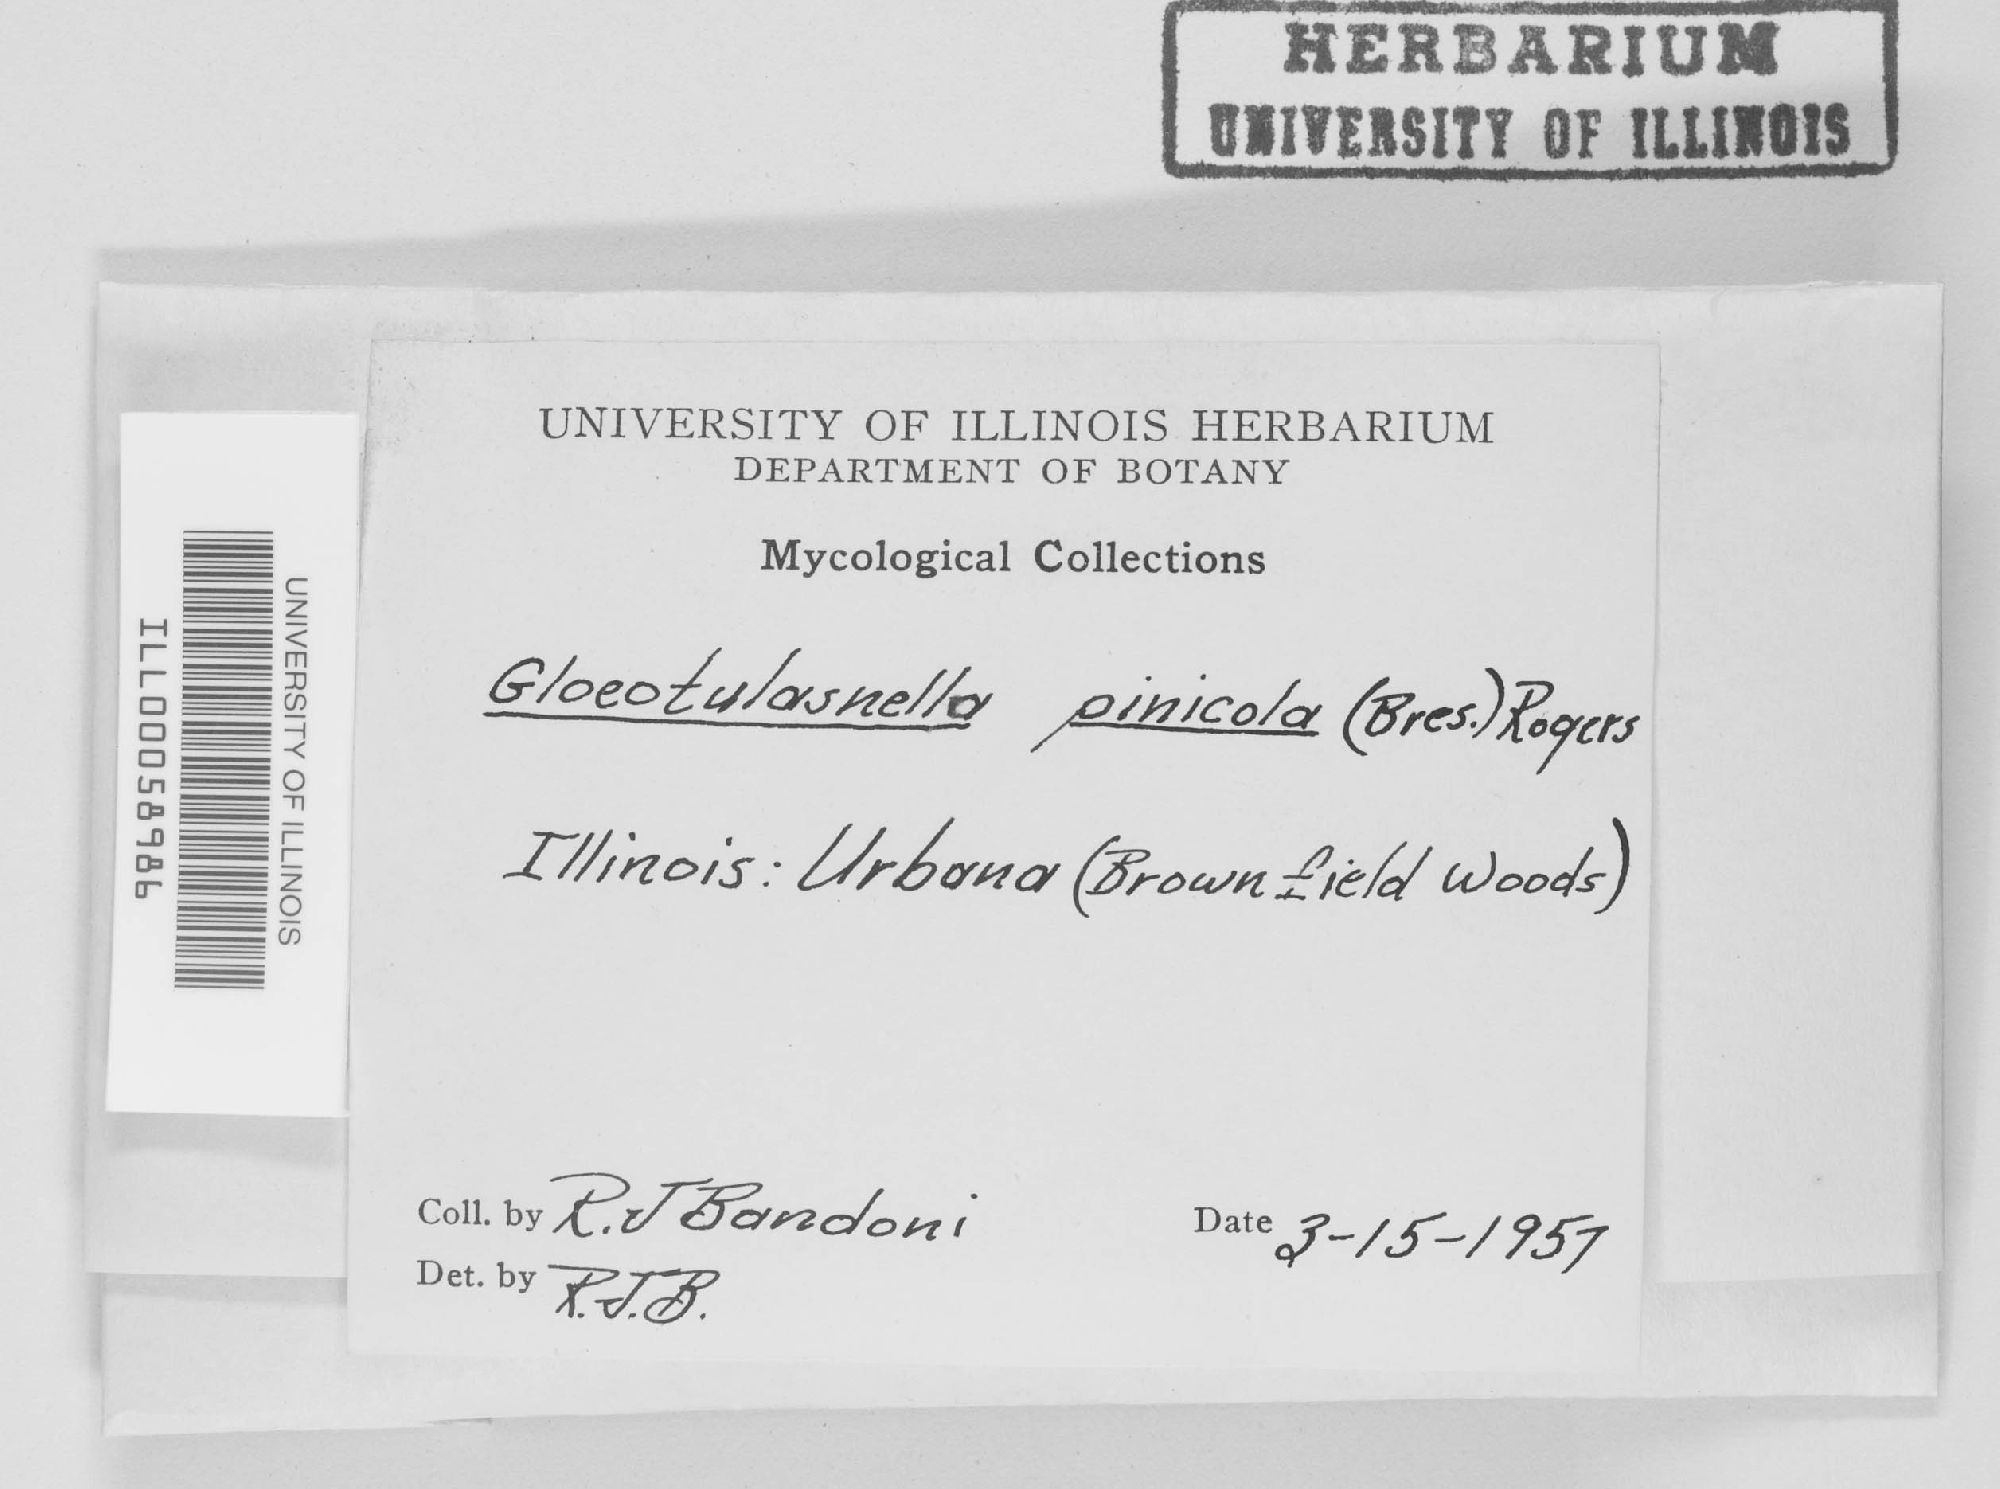 HERBARIUM
UNIVERSITY OF ILLINOIS
UNIVERSITY OF ILLINOIS
ILL00058986
UNIVERSITY OF ILLINOIS HERBARIUM
DEPARTMENT OF BOTANY
Mycological Collections
Gloeotulasnella pinicola (Bres.) Rogers
Illinois: Urbana (Brownfield Woods)
Coll. by R. J Bandoni
Date 3-15-1957
Det. by R.J.B.